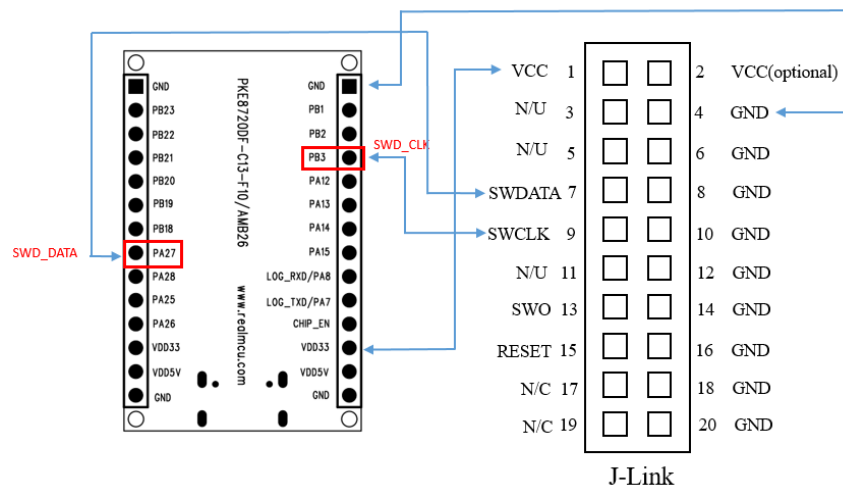 PKE8720DF-C13-F10/AMB26
www.realmcu.com
GND
PB23
PB22
PB21
PB20
PB19
PB18
PA27
PA28
PA25
PA26
VDD33
VDD5V
GND
SWD_DATA
GND
PB1
PB2
PB3
PA12
PA13
PA14
PA15
LOG_RXD/PA8
LOG_TXD/PA7
CHIP_EN
VDD33
VDD5V
GND
SWD_CLK
VCC 1 2 VCC(optional)
N/U 3 4 GND
N/U 5 6 GND
SWDATA 7 8 GND
SWCLK 9 10 GND
N/U 11 12 GND
SWO 13 14 GND
RESET 15 16 GND
N/C 17 18 GND
N/C 19 20 GND
J-Link